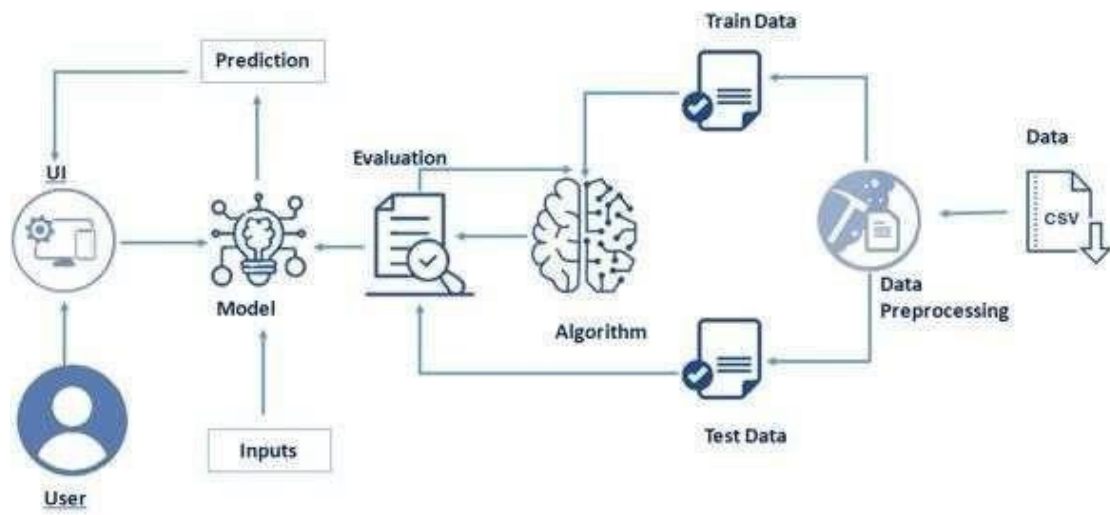 Train Data
Prediction
Data
Evaluation
UI
CSV
Model
Data
Preprocessing
Algorithm
Inputs
Test Data
User